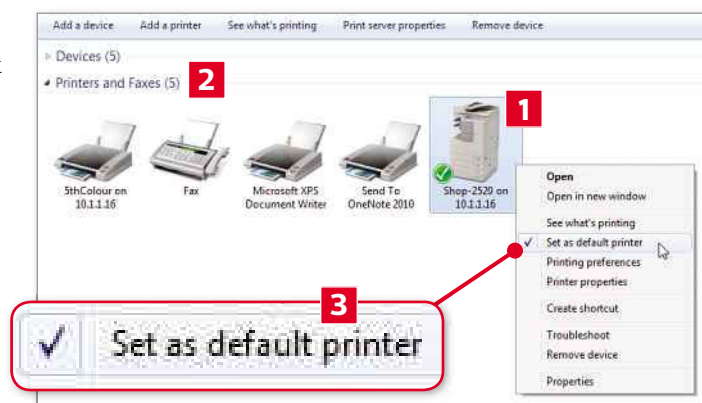 Add a device Add a printer See what's printing Print server properties Remove device
Devices (5)
Printers and Faxes (5)
2
1
5thColour on
10.1.1.16
Fax
Microsoft XPS
Document Writer
Send To
OneNote 2010
Shop-2520 on
10.1.1.16
Open
Open in new window
See what's printing
Set as default printer
Printing preferences
Printer properties
Create shortcut
Troubleshoot
Remove device
Properties
3
Set as default printer